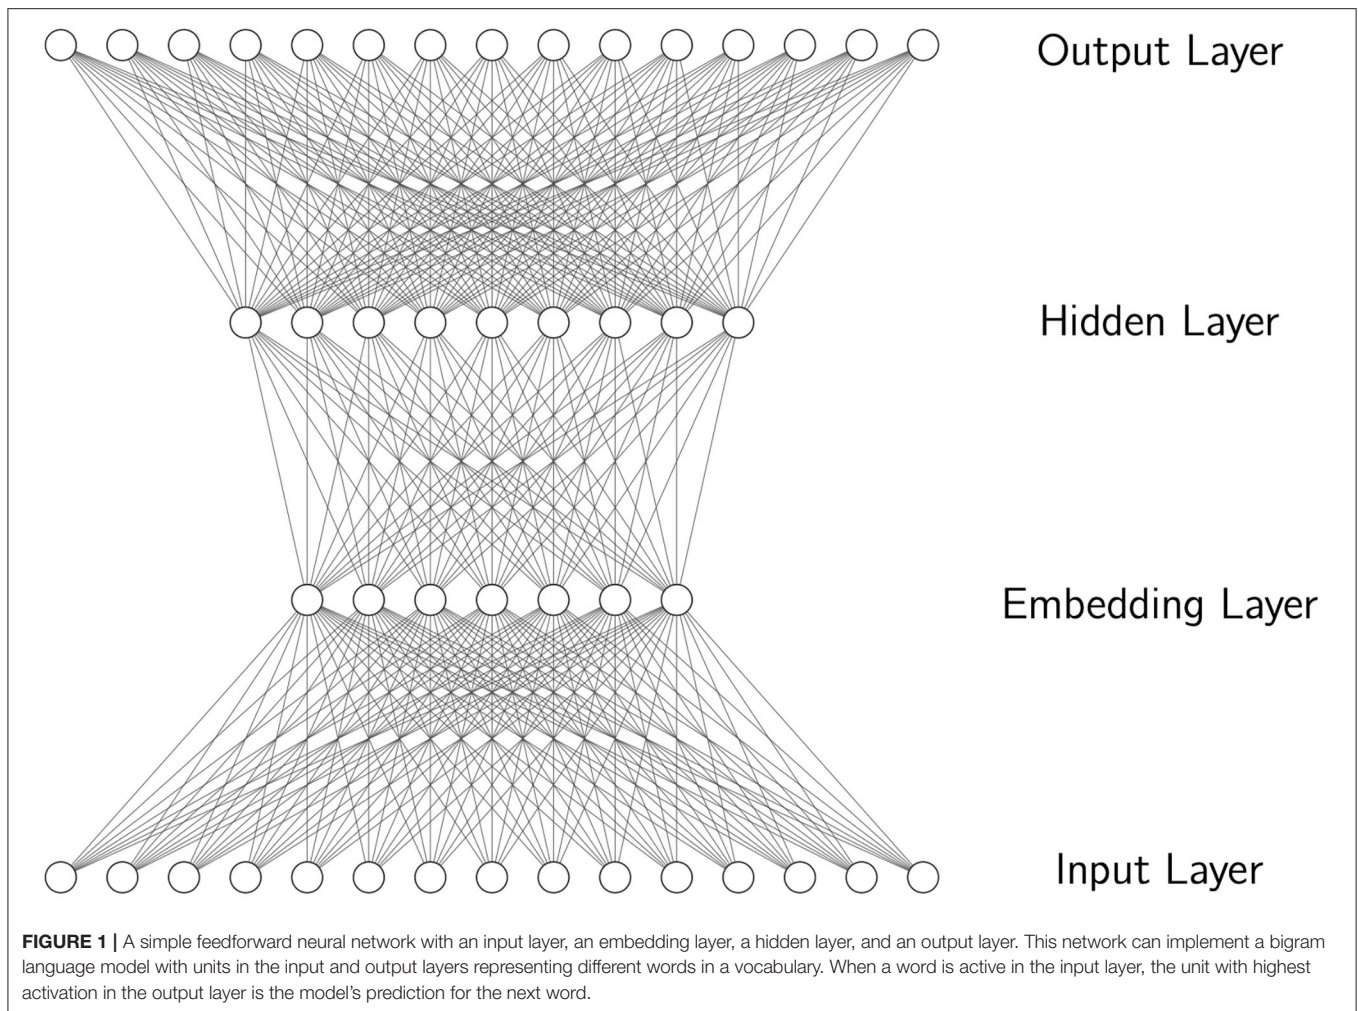 Output Layer
Hidden Layer
Embedding Layer
Input Layer
FIGURE 1 | A simple feedforward neural network with an input layer, an embedding layer, a hidden layer, and an output layer. This network can implement a bigram
language model with units in the input and output layers representing different words in a vocabulary. When a word is active in the input layer, the unit with highest
activation in the output layer is the model’s prediction for the next word.